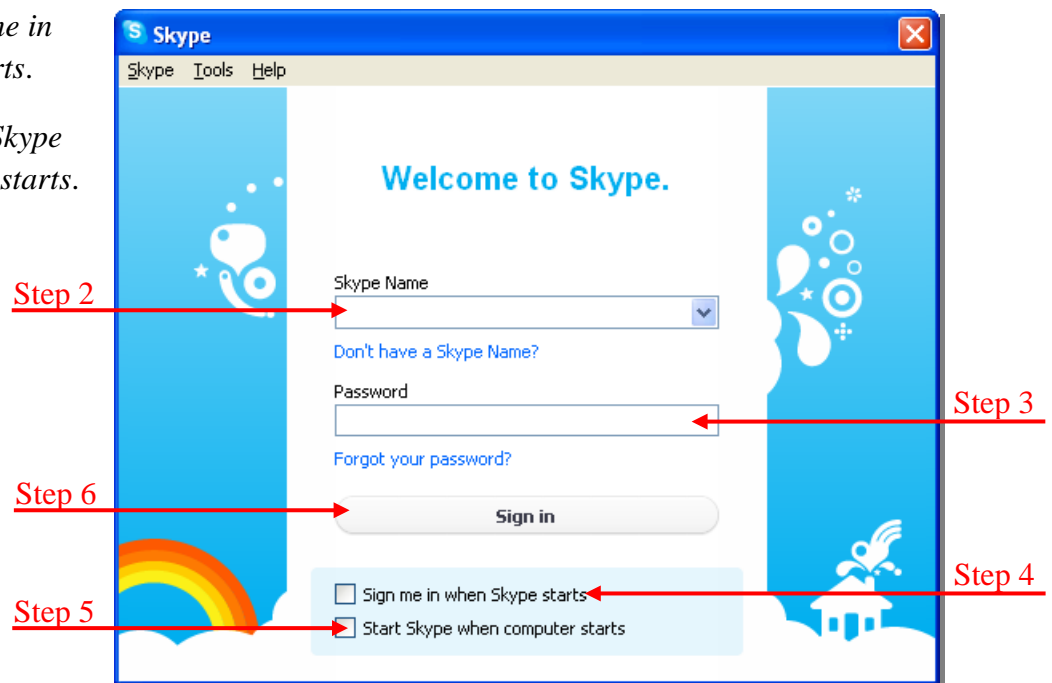 me in
rts.
Skype
starts.
Skype
Skype Tools Help
Welcome to Skype.
Step 2
Skype Name
Don't have a Skype Name?
Password
Step 3
Forgot your password?
Step 6
Sign in
Step 4
Sign me in when Skype starts
Step 5
Start Skype when computer starts